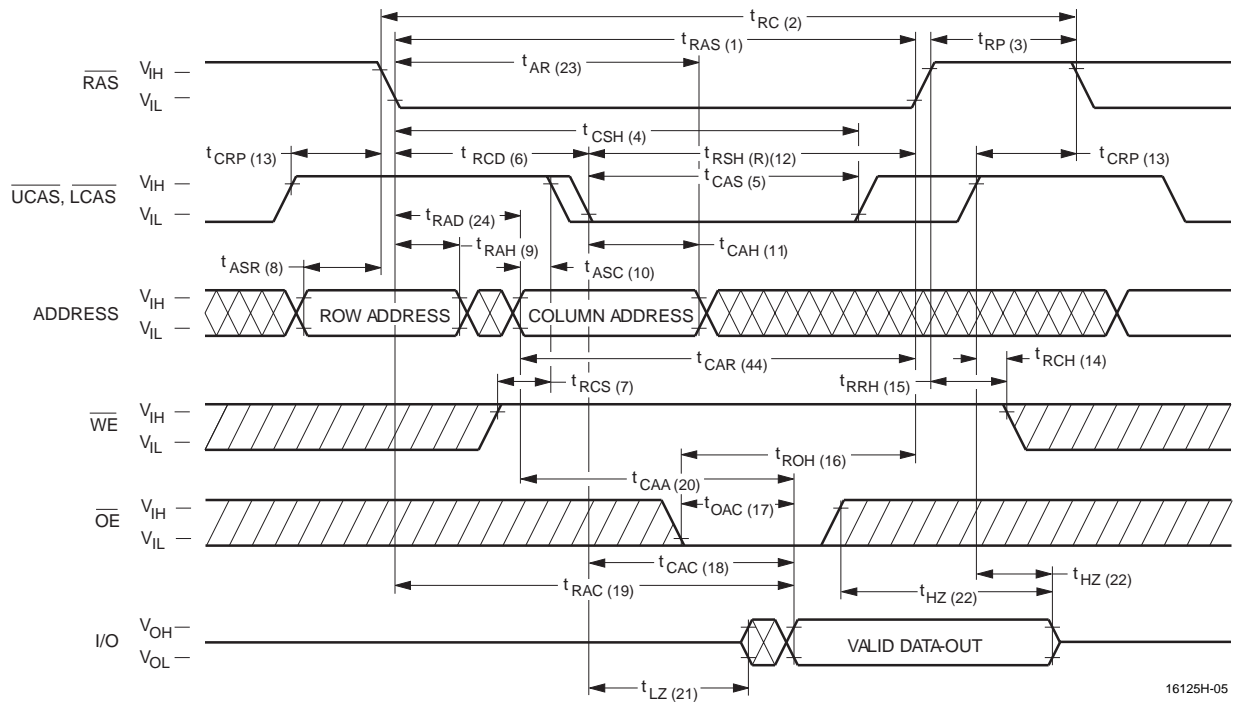 t RC (2)
t RAS (1)
t RP (3)
t AR (23)
RAS
V IH
V IL
t CSH (4)
t CRP (13)
t RCD (6)
t RSH (R)(12)
t CRP (13)
t CAS (5)
UCAS, LCAS
V IH
V IL
t RAD (24)
t RAH (9)
t CAH (11)
t ASR (8)
t ASC (10)
ADDRESS
V IH
V IL
ROW ADDRESS
COLUMN ADDRESS
t CAR (44)
t RCH (14)
t RCS (7)
t RRH (15)
WE
V IH
V IL
t ROH (16)
t CAA (20)
t OAC (17)
OE
V IH
V IL
t CAC (18)
t RAC (19)
t HZ (22)
t HZ (22)
I/O
V OH
V OL
VALID DATA-OUT
t LZ (21)
16125H-05